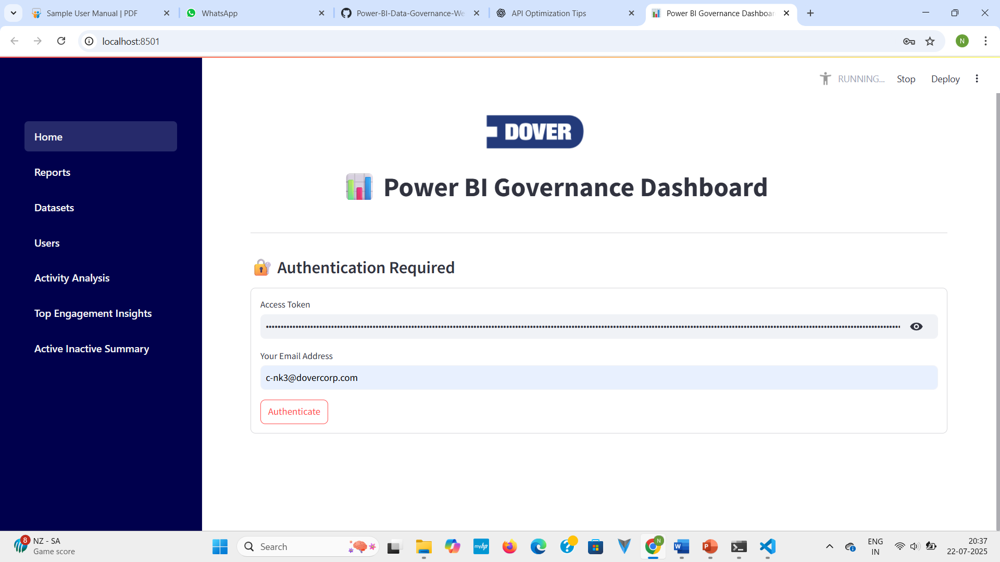 Sample User Manual | PDF
WhatsApp
Power-BI-Data-Governance-We
API Optimization Tips
Power BI Governance Dashboar
localhost:8501
N
RUNNING...
Stop
Deploy
Home
Reports
Datasets
Users
Activity Analysis
Top Engagement Insights
Active Inactive Summary
DOVER
Power BI Governance Dashboard
Authentication Required
Access Token
Your Email Address
c-nk3@dovercorp.com
Authenticate
8
NZ - SA
Game score
Search
myhp
N
W
P
ENG
IN
20:37
22-07-2025